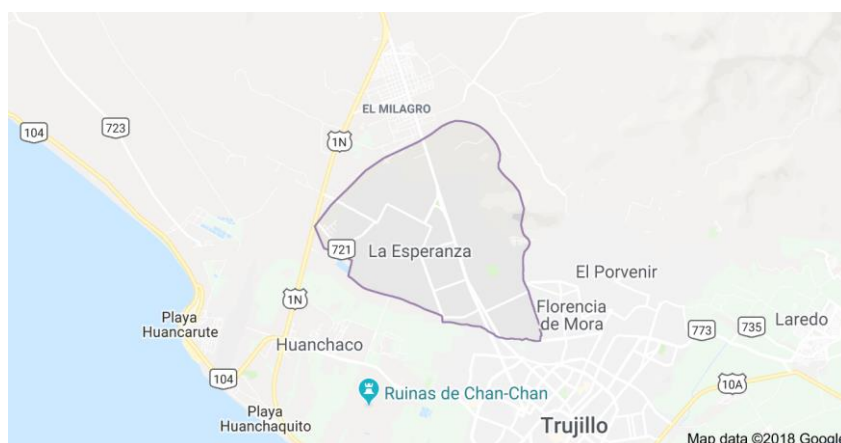 EL MILAGRO
104
723
1N
721
La Esperanza
El Porvenir
1N
Florencia
de Mora
Playa
Huancarute
773
735
Laredo
Huanchaco
104
10A
Ruinas de Chan-Chan
Playa
Huanchaquito
Trujillo
Map data ©2018 Google